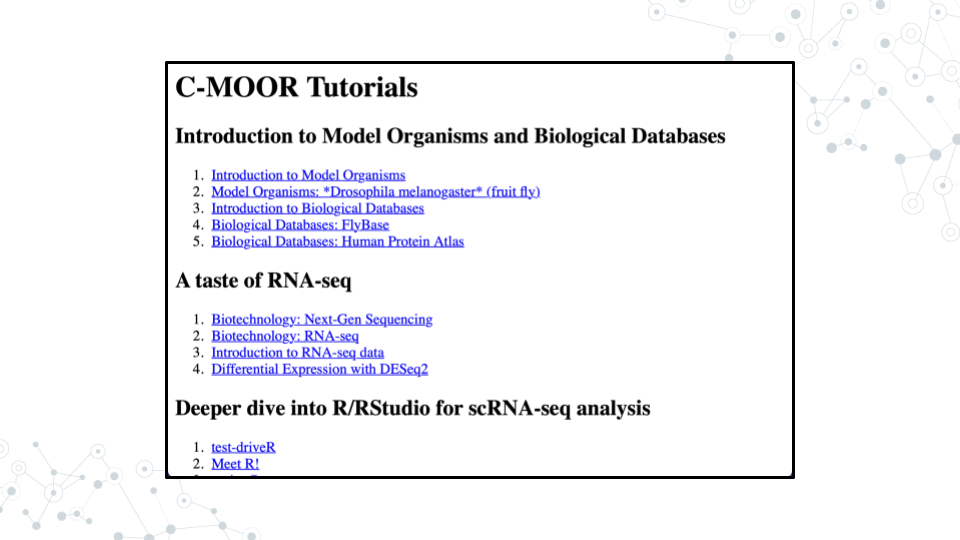 C-MOOR Tutorials
Introduction to Model Organisms and Biological Databases
1. Introduction to Model Organisms
2. Model Organisms: *Drosophila melanogaster* (fruit fly)
3. Introduction to Biological Databases
4. Biological Databases: FlyBase
5. Biological Databases: Human Protein Atlas
A taste of RNA-seq
1. Biotechnology: Next-Gen Sequencing
2. Biotechnology: RNA-seq
3. Introduction to RNA-seq data
4. Differential Expression with DESeq2
Deeper dive into R/RStudio for scRNA-seq analysis
1. test-driveR
2. Meet R!